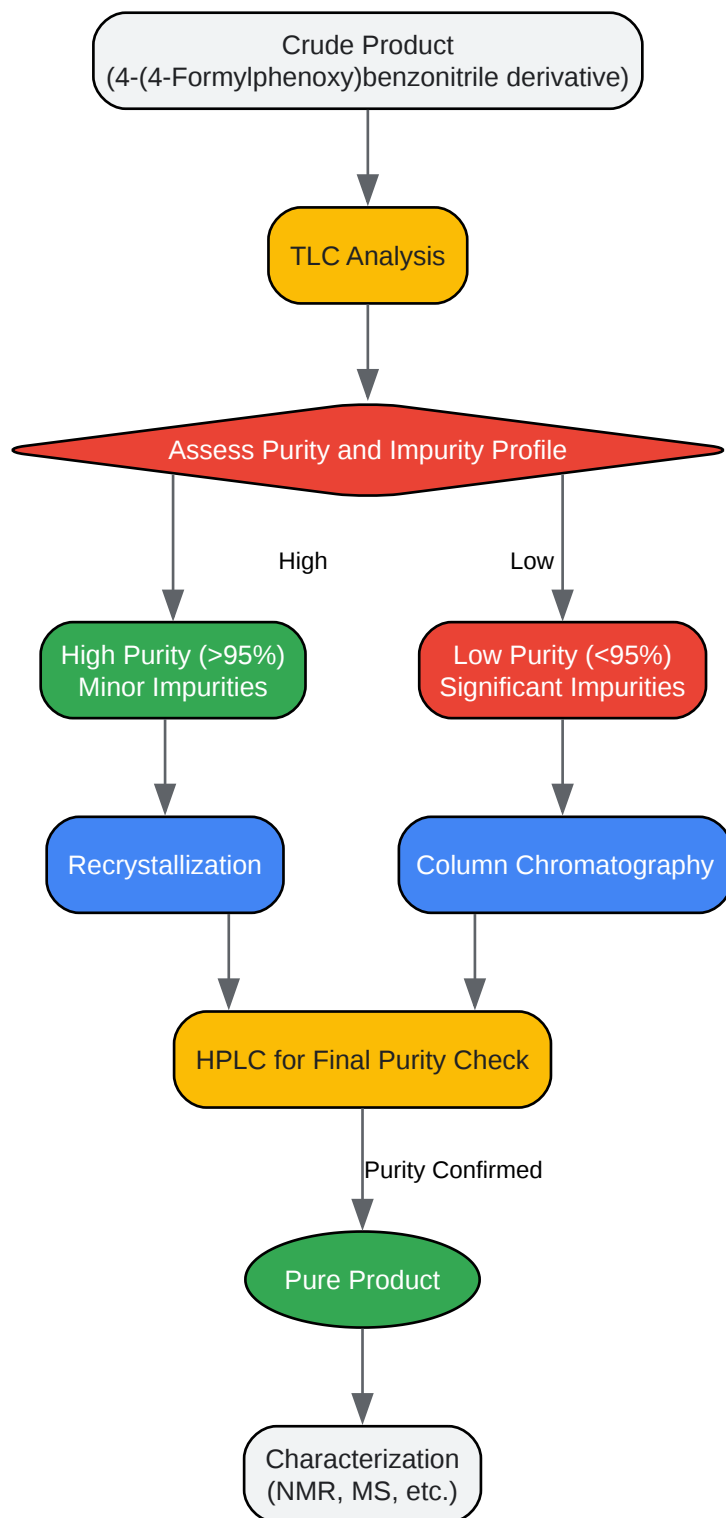 Crude Product
(4-(4-Formylphenoxy)benzonitrile derivative)
TLC Analysis
Assess Purity and Impurity Profile
High
Low
High Purity (>95%)
Minor Impurities
Low Purity (<95%)
Significant Impurities
Recrystallization
Column Chromatography
HPLC for Final Purity Check
Purity Confirmed
Pure Product
Characterization
(NMR, MS, etc.)